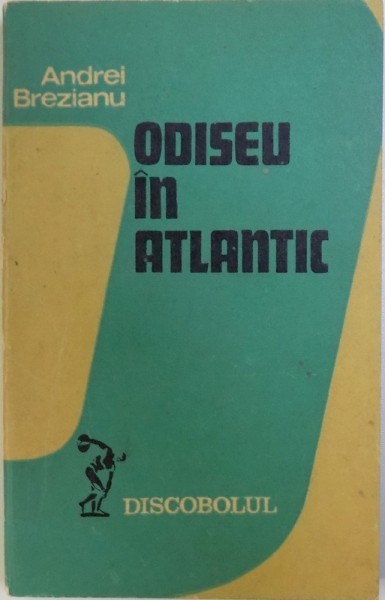 Andrei
Brezianu
ODISEU
în
ATLANTIC
DISCOBOLUL